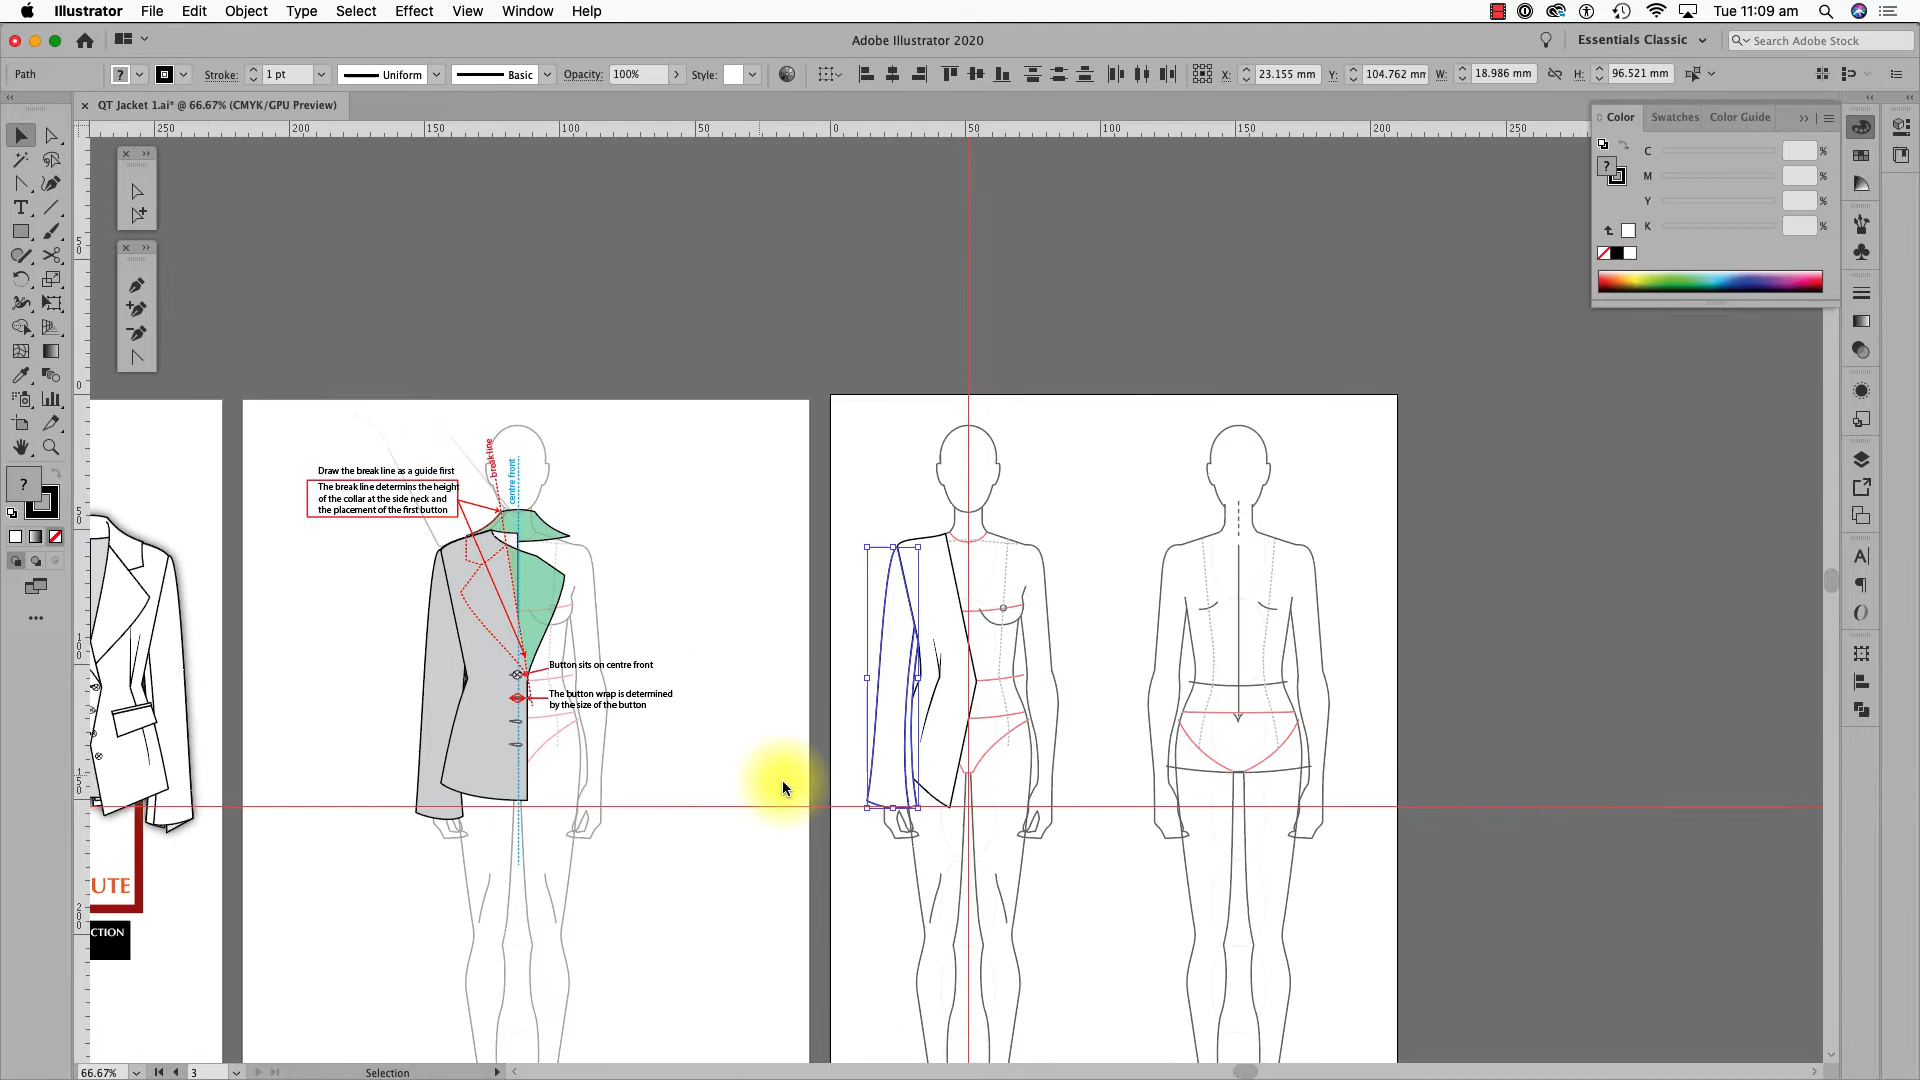 Illustrator File Edit Object Type Select Effect View Window Help Tue 11:09 am
Adobe Illustrator 2020 Essentials Classic Search Adobe Stock
Path ? Stroke: 1 pt Uniform Basic Opacity: 100% Style: X: 23.155 mm Y: 104.762 mm W: 18.986 mm H: 96.521 mm
QT Jacket 1.ai* @ 66.67% (CMYK/GPU Preview)
Color Swatches Color Guide
250 200 150 100 50 0 50 100 150 200 250
C %
M %
Y %
K %
?
break line
centre front
Draw the break line as a guide first
The break line determins the height
of the collar at the side neck and
the placement of the first button
Button sits on centre front
The button wrap is determined
by the size of the button
UTE
CTION
?
66.67% 3 Selection